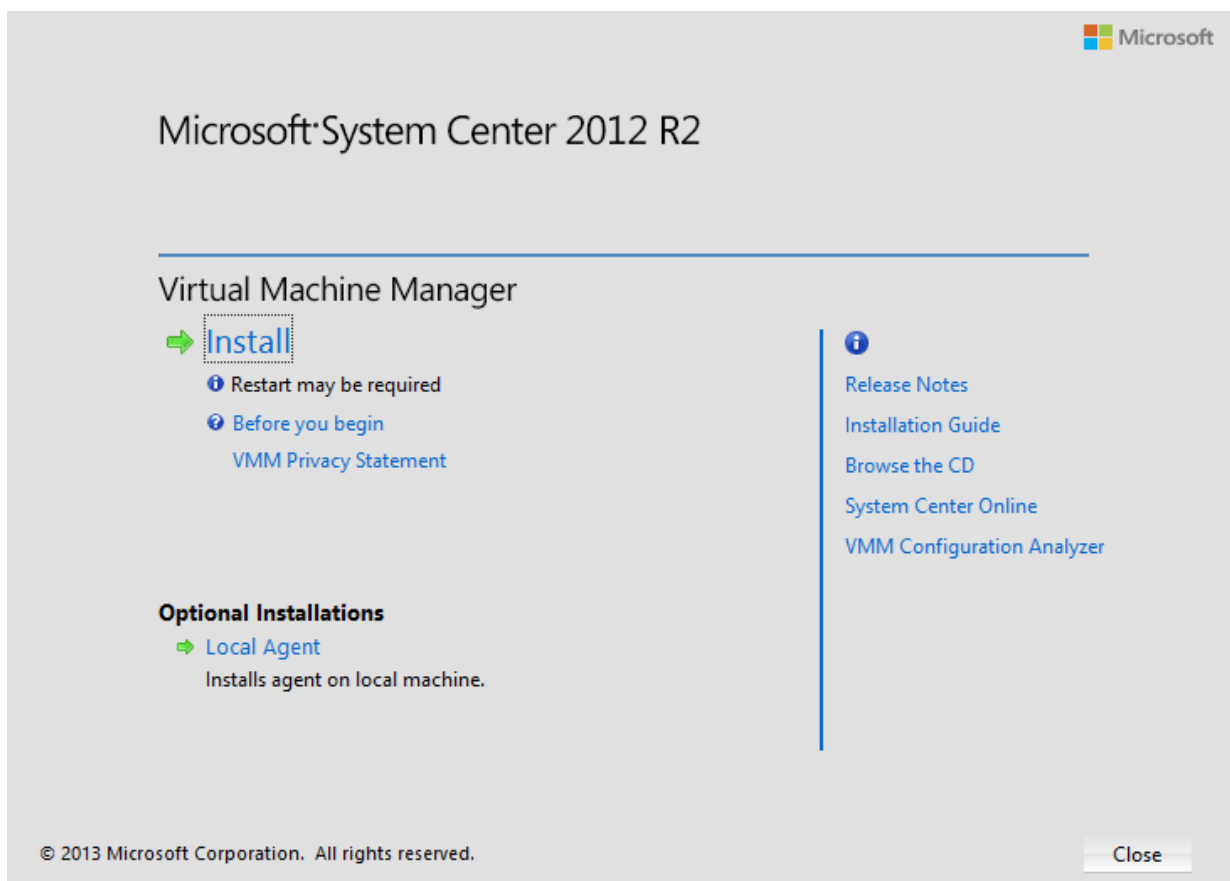 Microsoft
Microsoft System Center 2012 R2
Virtual Machine Manager
Install
Restart may be required
Before you begin
VMM Privacy Statement
Release Notes
Installation Guide
Browse the CD
System Center Online
VMM Configuration Analyzer
Optional Installations
Local Agent
Installs agent on local machine.
© 2013 Microsoft Corporation. All rights reserved.
Close